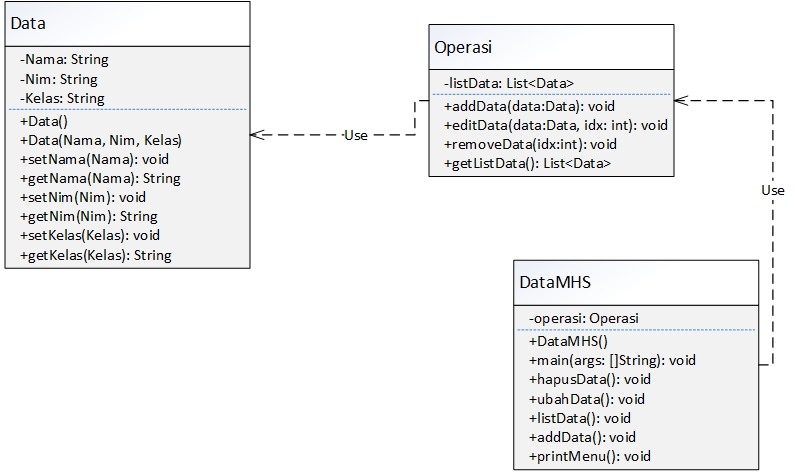 Data
-Nama: String
-Nim: String
-Kelas: String
+Data()
+Data(Nama, Nim, Kelas)
+setNama(Nama): void
+getNama(Nama): String
+setNim(Nim): void
+getNim(Nim): String
+setKelas(Kelas): void
+getKelas(Kelas): String
Use
Operasi
-listData: List<Data>
+addData(data:Data): void
+editData(data:Data, idx: int): void
+removeData(idx:int): void
+getListData(): List<Data>
Use
DataMHS
-operasi: Operasi
+DataMHS()
+main(args: []String): void
+hapusData(): void
+ubahData(): void
+listData(): void
+addData(): void
+printMenu(): void